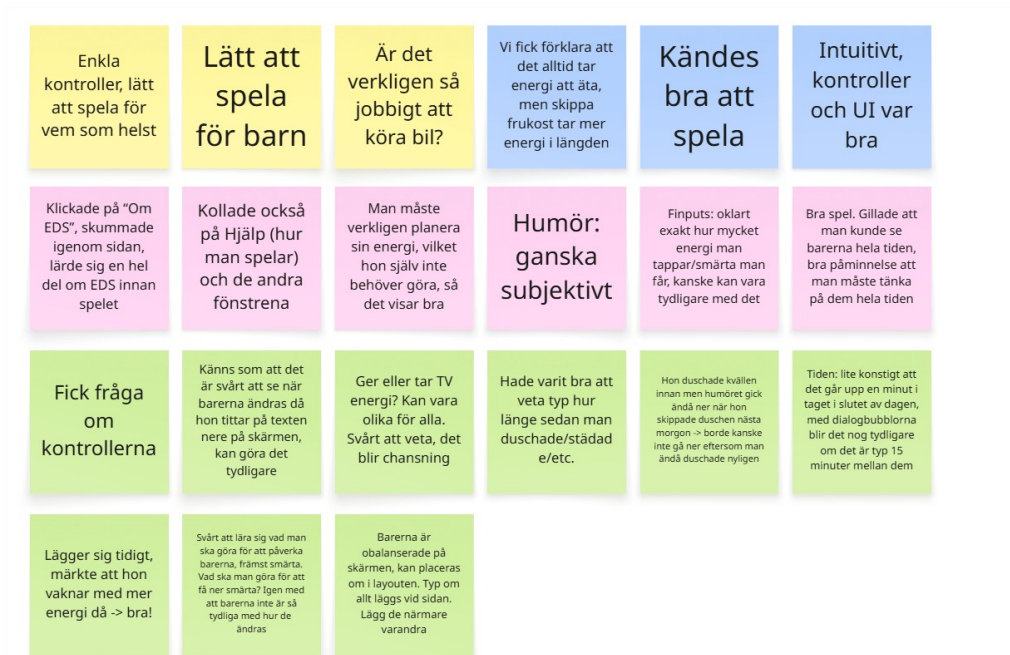 Enkla
kontroller, lätt
att spela för
vem som helst
Lätt att
spela
för barn
Är det
verkligen så
jobbigt att
köra bil?
Vi fick förklara att
det alltid tar
energi att äta,
men skippa
frukost tar mer
energi i längden
Kändes
bra att
spela
Intuitivt,
kontroller
och UI var
bra
Klickade på “Om
EDS”, skummade
igenom sidan,
lärde sig en hel
del om EDS innan
spelet
Kollade också
på Hjälp (hur
man spelar)
och de andra
fönstrena
Man måste
verkligen planera
sin energi, vilket
hon själv inte
behöver göra, så
det visar bra
Humör:
ganska
subjektivt
Finputs: oklart
exakt hur mycket
energi man
tappar/smärta man
får, kanske kan vara
tydligare med det
Bra spel. Gillade att
man kunde se
barerna hela tiden,
bra påminnelse att
man måste tänka
på dem hela tiden
Fick fråga
om
kontrollerna
Känns som att det
är svårt att se när
barerna ändras då
hon tittar på texten
nere på skärmen,
kan göra det
tydligare
Ger eller tar TV
energi? Kan vara
olika för alla.
Svårt att veta, det
blir chansning
Hade varit bra att
veta typ hur
länge sedan man
duschade/städad
e/etc.
Hon duschade kvällen
innan men humöret gick
ändå ner när hon
skippade duschen nästa
morgon -> borde kanske
inte gå ner eftersom man
ändå duschade nyligen
Tiden: lite konstigt att
det går upp en minut i
taget i slutet av dagen,
med dialogbubblorna
blir det nog tydligare
om det är typ 15
minuter mellan dem
Lägger sig tidigt,
märkte att hon
vaknar med mer
energi då -> bra!
Svårt att lära sig vad man
ska göra för att påverka
barerna, främst smärta.
Vad ska man göra för att
få ner smärta? Igen med
att barerna inte är så
tydliga med hur de
ändras
Barerna är
obalanserade på
skärmen, kan placeras
om i layouten. Typ om
allt läggs vid sidan.
Lägg de närmare
varandra